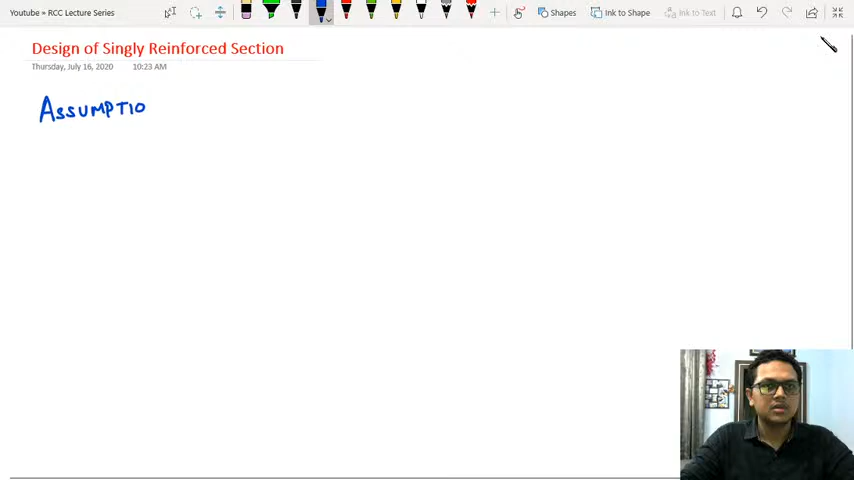 Youtube » RCC Lecture Series
Shapes
Ink to Shape
Ink to Text
Design of Singly Reinforced Section
Thursday, July 16, 2020 10:23 AM
ASSUMPTIO